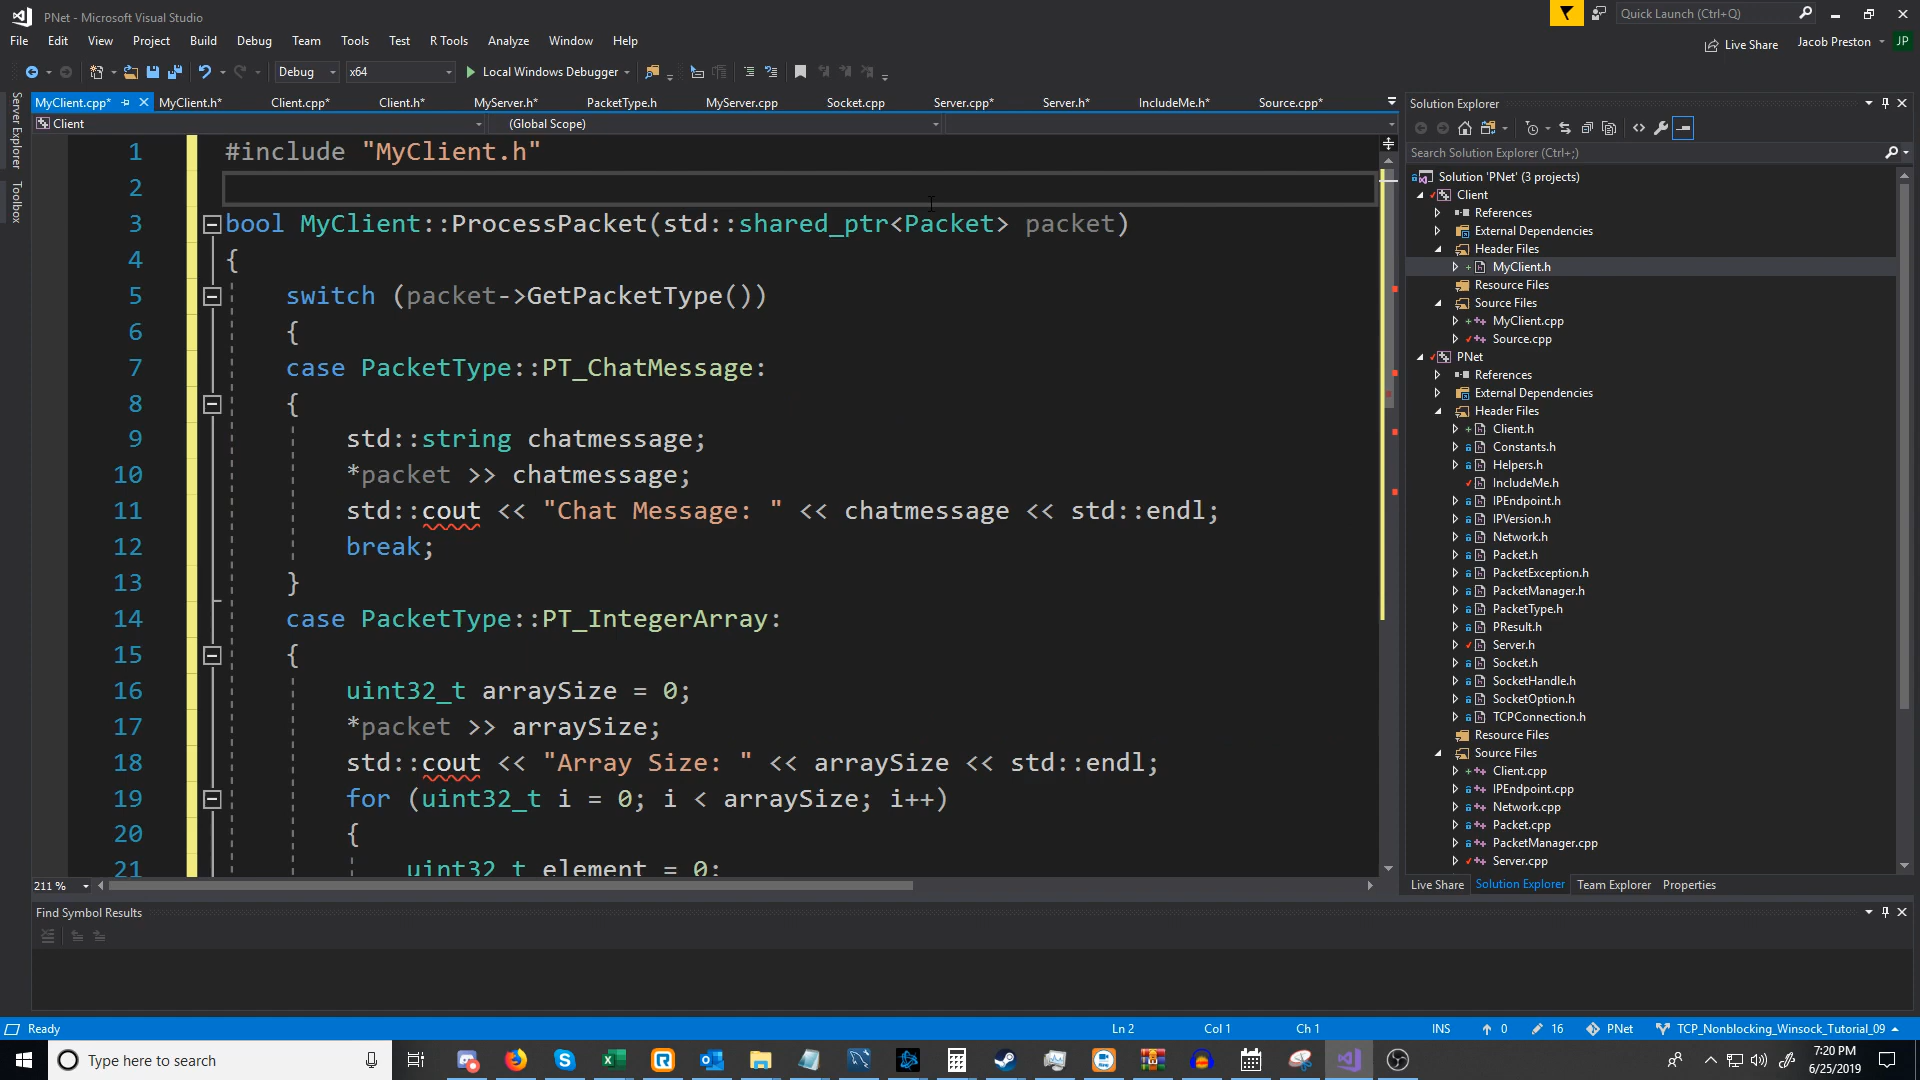 PNet - Microsoft Visual Studio
Quick Launch (Ctrl+Q)
File Edit View Project Build Debug Team Tools Test R Tools Analyze Window Help
Live Share Jacob Preston JP
Debug x64 Local Windows Debugger
MyClient.cpp* MyClient.h* Client.cpp* Client.h* MyServer.h* PacketType.h MyServer.cpp Socket.cpp Server.cpp* Server.h* IncludeMe.h* Source.cpp*
Client (Global Scope)
Server Explorer
Toolbox
1 #include "MyClient.h"
2
3 bool MyClient::ProcessPacket(std::shared_ptr<Packet> packet)
4 {
5 switch (packet->GetPacketType())
6 {
7 case PacketType::PT_ChatMessage:
8 {
9 std::string chatmessage;
10 *packet >> chatmessage;
11 std::cout << "Chat Message: " << chatmessage << std::endl;
12 break;
13 }
14 case PacketType::PT_IntegerArray:
15 {
16 uint32_t arraySize = 0;
17 *packet >> arraySize;
18 std::cout << "Array Size: " << arraySize << std::endl;
19 for (uint32_t i = 0; i < arraySize; i++)
20 {
21 uint32_t element = 0;
211 %
Solution Explorer
Search Solution Explorer (Ctrl+;)
Solution 'PNet' (3 projects)
Client
References
External Dependencies
Header Files
MyClient.h
Resource Files
Source Files
MyClient.cpp
Source.cpp
PNet
References
External Dependencies
Header Files
Client.h
Constants.h
Helpers.h
IncludeMe.h
IPEndpoint.h
IPVersion.h
Network.h
Packet.h
PacketException.h
PacketManager.h
PacketType.h
PResult.h
Server.h
Socket.h
SocketHandle.h
SocketOption.h
TCPConnection.h
Resource Files
Source Files
Client.cpp
IPEndpoint.cpp
Network.cpp
Packet.cpp
PacketManager.cpp
Server.cpp
Live Share Solution Explorer Team Explorer Properties
Find Symbol Results
Ready Ln 2 Col 1 Ch 1 INS 0 16 PNet TCP_Nonblocking_Winsock_Tutorial_09
Type here to search
7:20 PM
6/25/2019